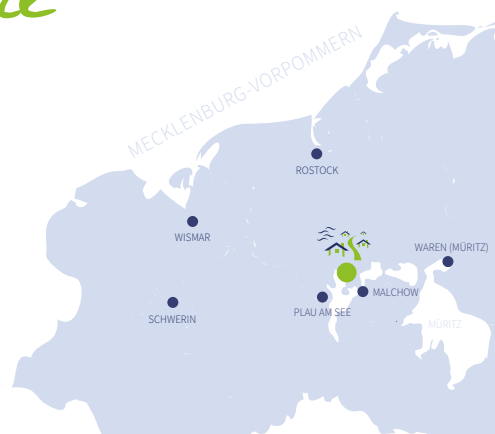 MECKLENBURG-VORPOMMERN
ROSTOCK
WISMAR
WAREN (MÜRITZ)
MALCHOW
PLAU AM SEE
SCHWERIN
MÜRITZ